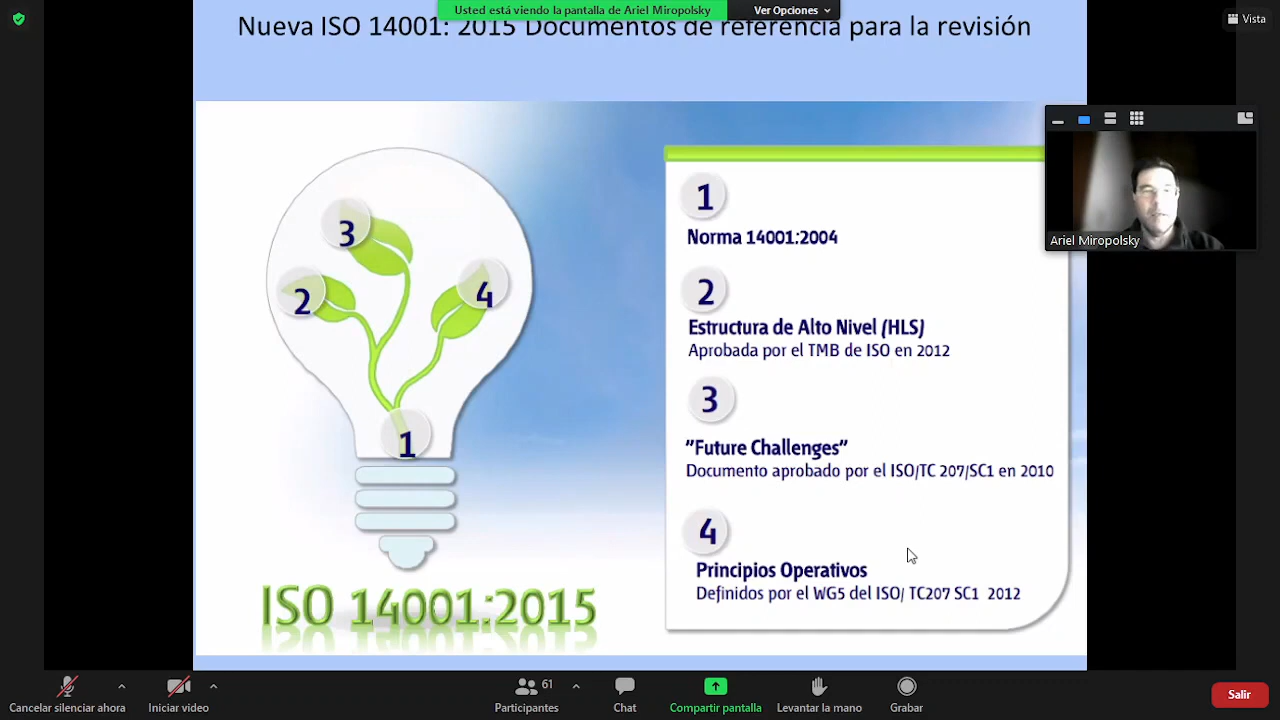 Usted está viendo la pantalla de Ariel Miropolsky
Ver Opciones
Vista
Nueva ISO 14001: 2015 Documentos de referencia para la revisión
3
2
4
1
ISO 14001:2015
1
Norma 14001:2004
2
Estructura de Alto Nivel (HLS)
Aprobada por el TMB de ISO en 2012
3
"Future Challenges"
Documento aprobado por el ISO/TC 207/SC1 en 2010
4
Principios Operativos
Definidos por el WG5 del ISO/ TC207 SC1 2012
Ariel Miropolsky
Cancelar silenciar ahora
Iniciar video
61
Participantes
Chat
Compartir pantalla
Levantar la mano
Grabar
Salir